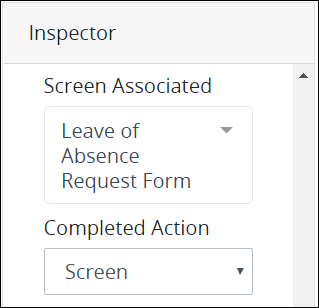 Inspector
Screen Associated
Leave of
Absence
Request Form
Completed Action
Screen